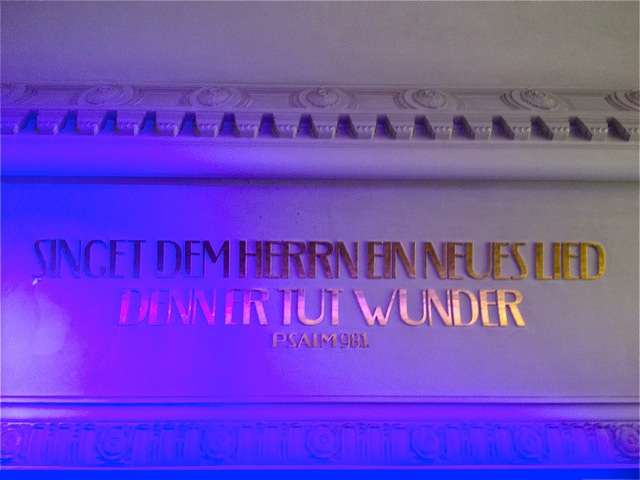 SINGET DEM HERRN EIN NEUES LIED
DENN ER TUT WUNDER
PSALM 98,1.